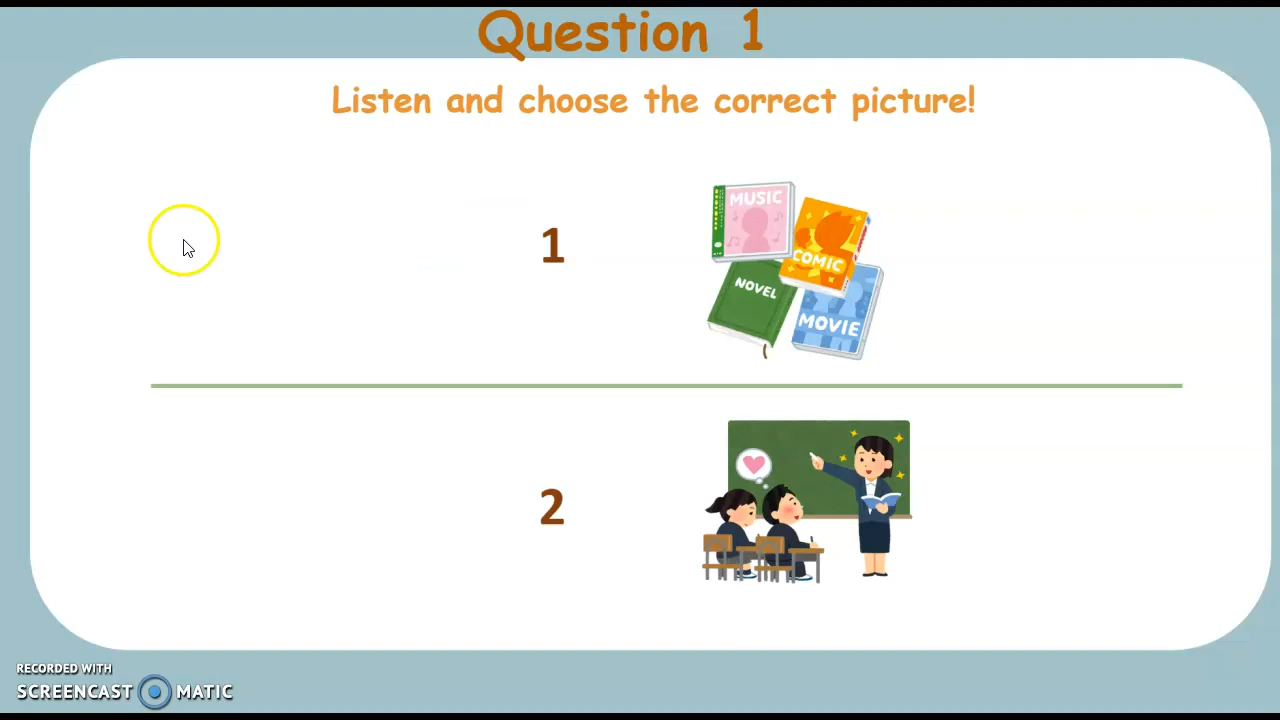 Question 1
Listen and choose the correct picture!
1
MUSIC
COMIC
NOVEL
MOVIE
2
RECORDED WITH
SCREENCAST MATIC